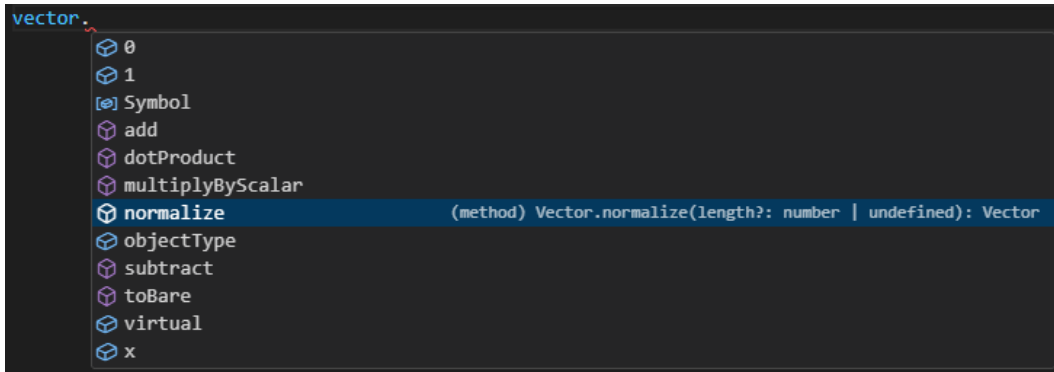 vector.
0
1
Symbol
add
dotProduct
multiplyByScalar
normalize (method) Vector.normalize(length?: number | undefined): Vector
objectType
subtract
toBare
virtual
x